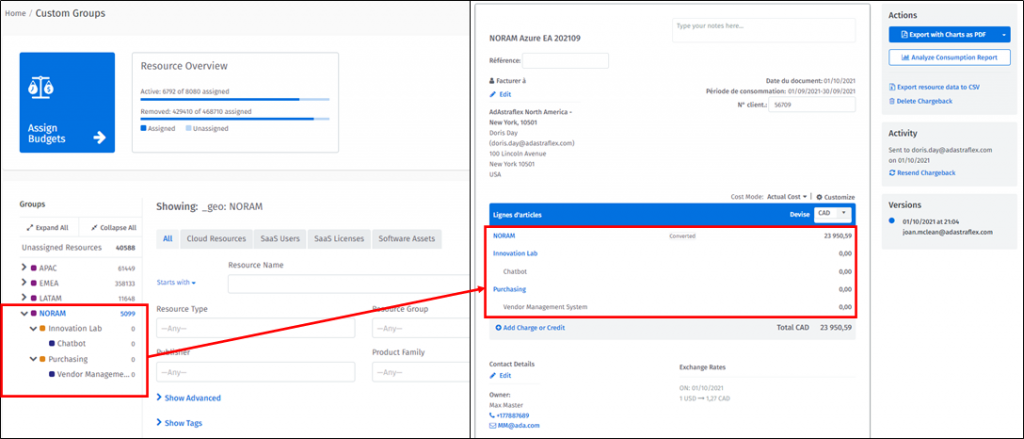 Home / Custom Groups
Assign
Budgets
Resource Overview
Active: 6792 of 8080 assigned
Removed: 429410 of 468710 assigned
Assigned Unassigned
Groups
Expand All Collapse All
Unassigned Resources 40588
APAC 61449
EMEA 358133
LATAM 11648
NORAM 5099
Innovation Lab 0
Chatbot 0
Purchasing 0
Vendor Manageme... 0
Showing: _geo: NORAM
All Cloud Resources SaaS Users SaaS Licenses Software Assets
Resource Name
Starts with
Resource Type Resource Group
--Any-- --Any--
Publisher Product Family
--Any-- --Any--
Show Advanced
Show Tags
Type your notes here...
NORAM Azure EA 202109
Référence:
Facturer à
Edit
Date du document: 01/10/2021
Période de consommation: 01/09/2021-30/09/2021
N° client.: 56709
AdAstraflex North America -
New York, 10501
Doris Day
(doris.day@adastraflex.com)
100 Lincoln Avenue
New York 10501
USA
Cost Mode: Actual Cost | Customize
Lignes d'articles Devise CAD
NORAM Converted 23 950,59
Innovation Lab 0,00
Chatbot 0,00
Purchasing 0,00
Vendor Management System 0,00
Add Charge or Credit Total CAD 23 950,59
Contact Details
Edit
Owner:
Max Master
+177887689
MM@ada.com
Exchange Rates
ON: 01/10/2021
1 USD → 1,27 CAD
Actions
Export with Charts as PDF
Analyze Consumption Report
Export resource data to CSV
Delete Chargeback
Activity
Sent to doris.day@adastraflex.com
on 01/10/2021
Resend Chargeback
Versions
01/10/2021 at 21:04
joan.mclean@adastraflex.com